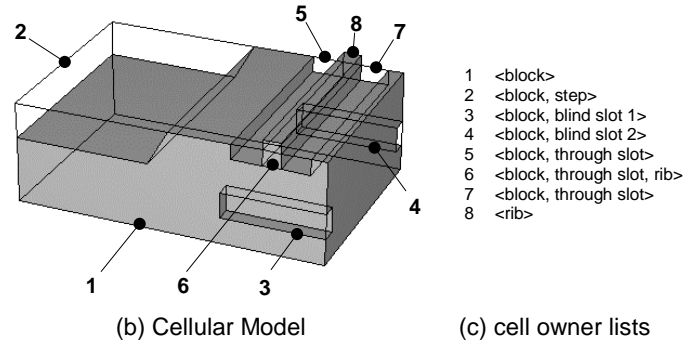 5
8
2
7
4
1
6
3
1 <block>
2 <block, step>
3 <block, blind slot 1>
4 <block, blind slot 2>
5 <block, through slot>
6 <block, through slot, rib>
7 <block, through slot>
8 <rib>
(b) Cellular Model
(c) cell owner lists